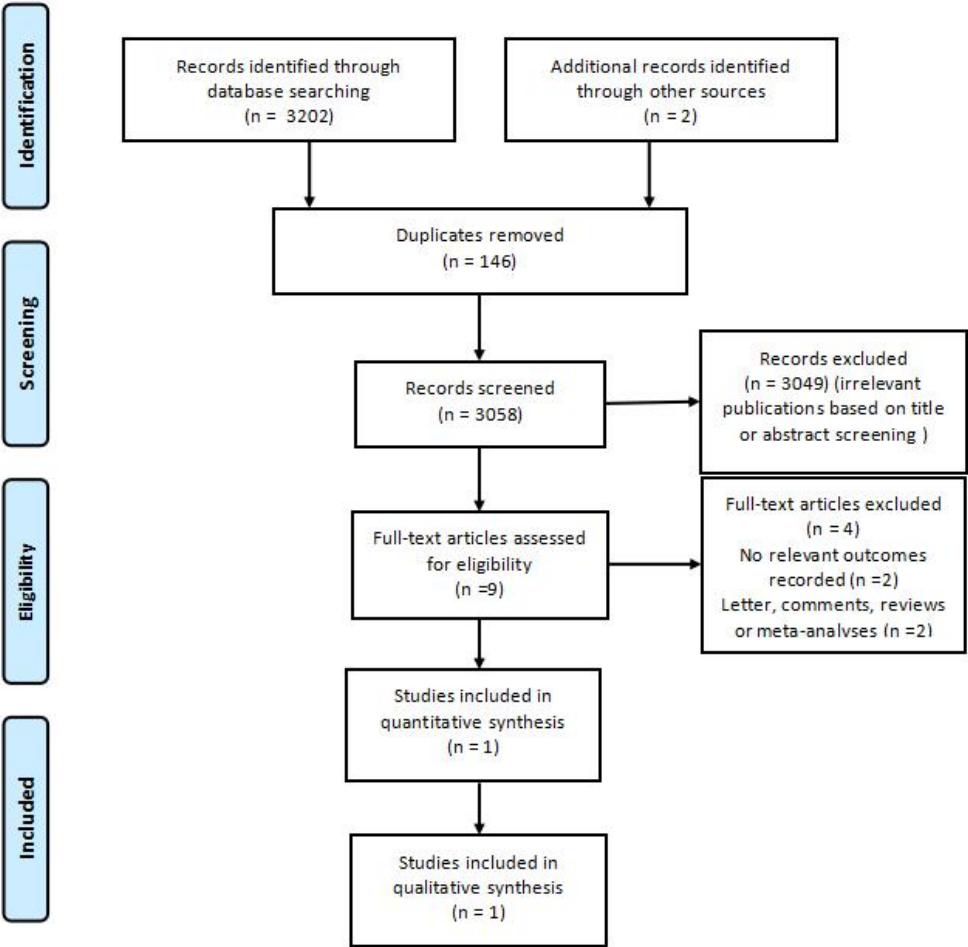 Identification
Records identified through
database searching
(n = 3202)
Additional records identified
through other sources
(n = 2)
Duplicates removed
(n = 146)
Screening
Records screened
(n = 3058)
Records excluded
(n = 3049) (irrelevant
publications based on title
or abstract screening )
Eligibility
Full-text articles assessed
for eligibility
(n =9)
Full-text articles excluded
(n = 4)
No relevant outcomes
recorded (n =2)
Letter, comments, reviews
or meta-analyses (n =2)
Studies included in
quantitative synthesis
(n = 1)
Included
Studies included in
qualitative synthesis
(n = 1)